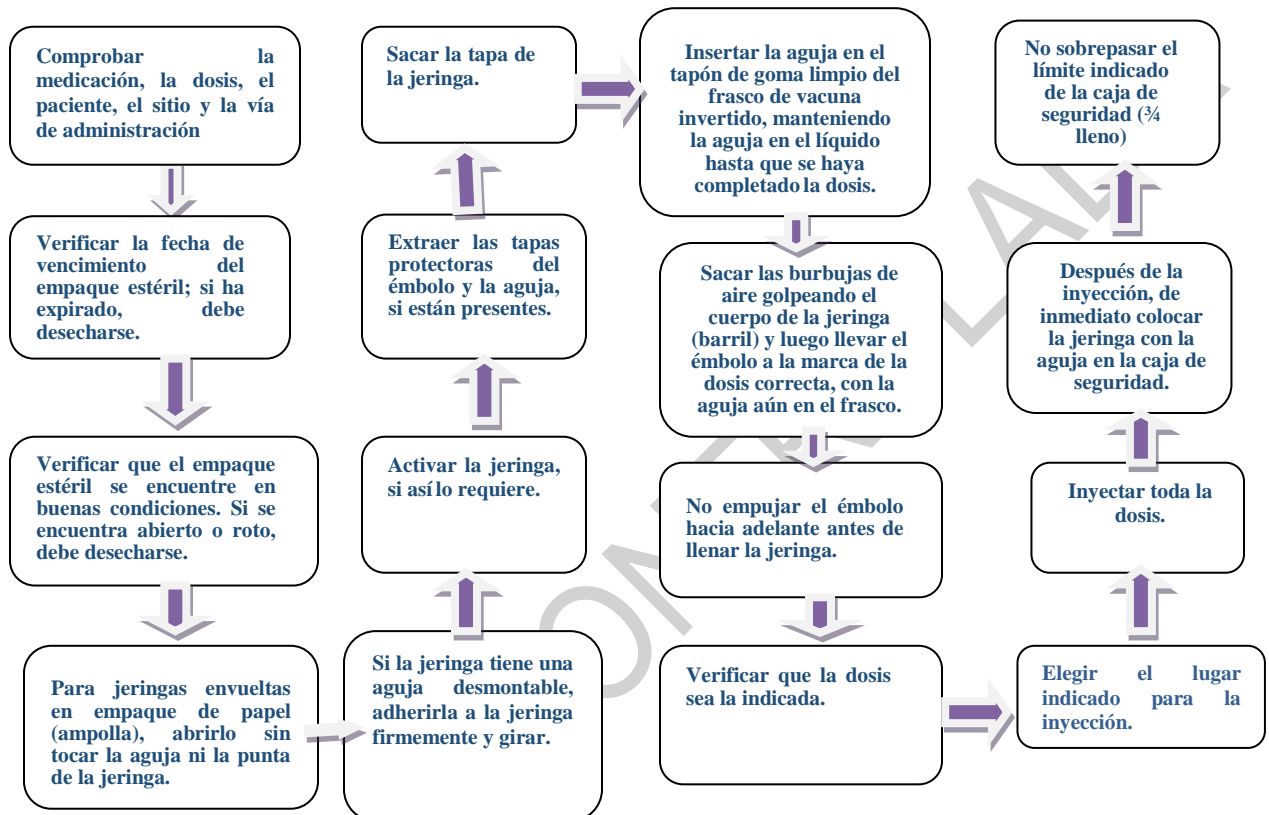 Comprobar la
medicación, la dosis, el
paciente, el sitio y la vía
de administración
Verificar la fecha de
vencimiento del
empaque estéril; si ha
expirado, debe
desecharse.
Verificar que el empaque
estéril se encuentre en
buenas condiciones. Si se
encuentra abierto o roto,
debe desecharse.
Para jeringas envueltas
en empaque de papel
(ampolla), abrirlo sin
tocar la aguja ni la punta
de la jeringa.
Si la jeringa tiene una
aguja desmontable,
adherirla a la jeringa
firmemente y girar.
Activar la jeringa,
si así lo requiere.
Extraer las tapas
protectoras del
émbolo y la aguja,
si están presentes.
Sacar la tapa de
la jeringa.
Insertar la aguja en el
tapón de goma limpio del
frasco de vacuna
invertido, manteniendo
la aguja en el líquido
hasta que se haya
completado la dosis.
Sacar las burbujas de
aire golpeando el
cuerpo de la jeringa
(barril) y luego llevar el
émbolo a la marca de la
dosis correcta, con la
aguja aún en el frasco.
No empujar el émbolo
hacia adelante antes de
llenar la jeringa.
Verificar que la dosis
sea la indicada.
Elegir el lugar
indicado para la
inyección.
Inyectar toda la
dosis.
Después de la
inyección, de
inmediato colocar
la jeringa con la
aguja en la caja de
seguridad.
No sobrepasar el
límite indicado
de la caja de
seguridad (¾
lleno)